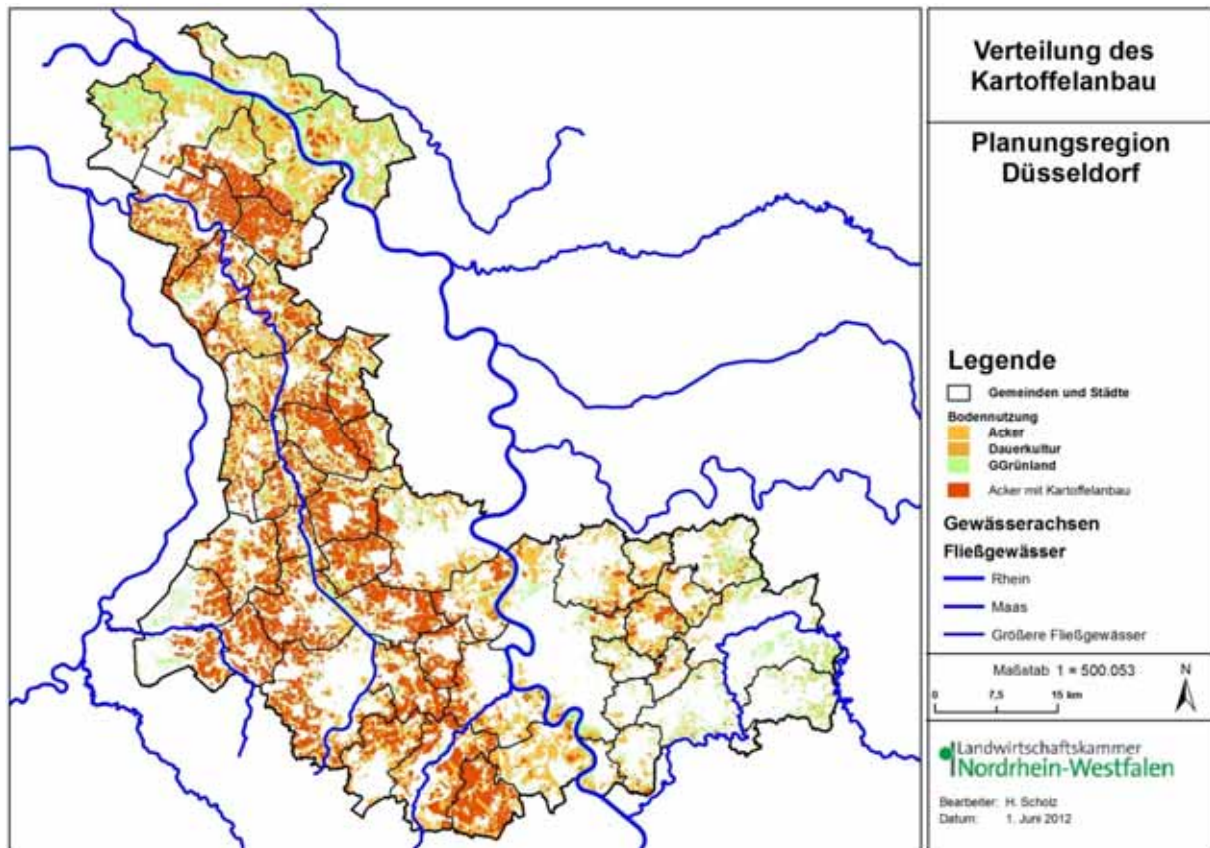 Verteilung des
Kartoffelanbau
Planungsregion
Düsseldorf
Legende
Gemeinden und Städte
Bodennutzung
Acker
Dauerkultur
GGrünland
Acker mit Kartoffelanbau
Gewässerachsen
Fließgewässer
Rhein
Maas
Größere Fließgewässer
Maßstab 1 = 500.053
N
0 7,5 15 km
Landwirtschaftskammer
Nordrhein-Westfalen
Bearbeiter: H. Scholz
Datum: 1. Juni 2012